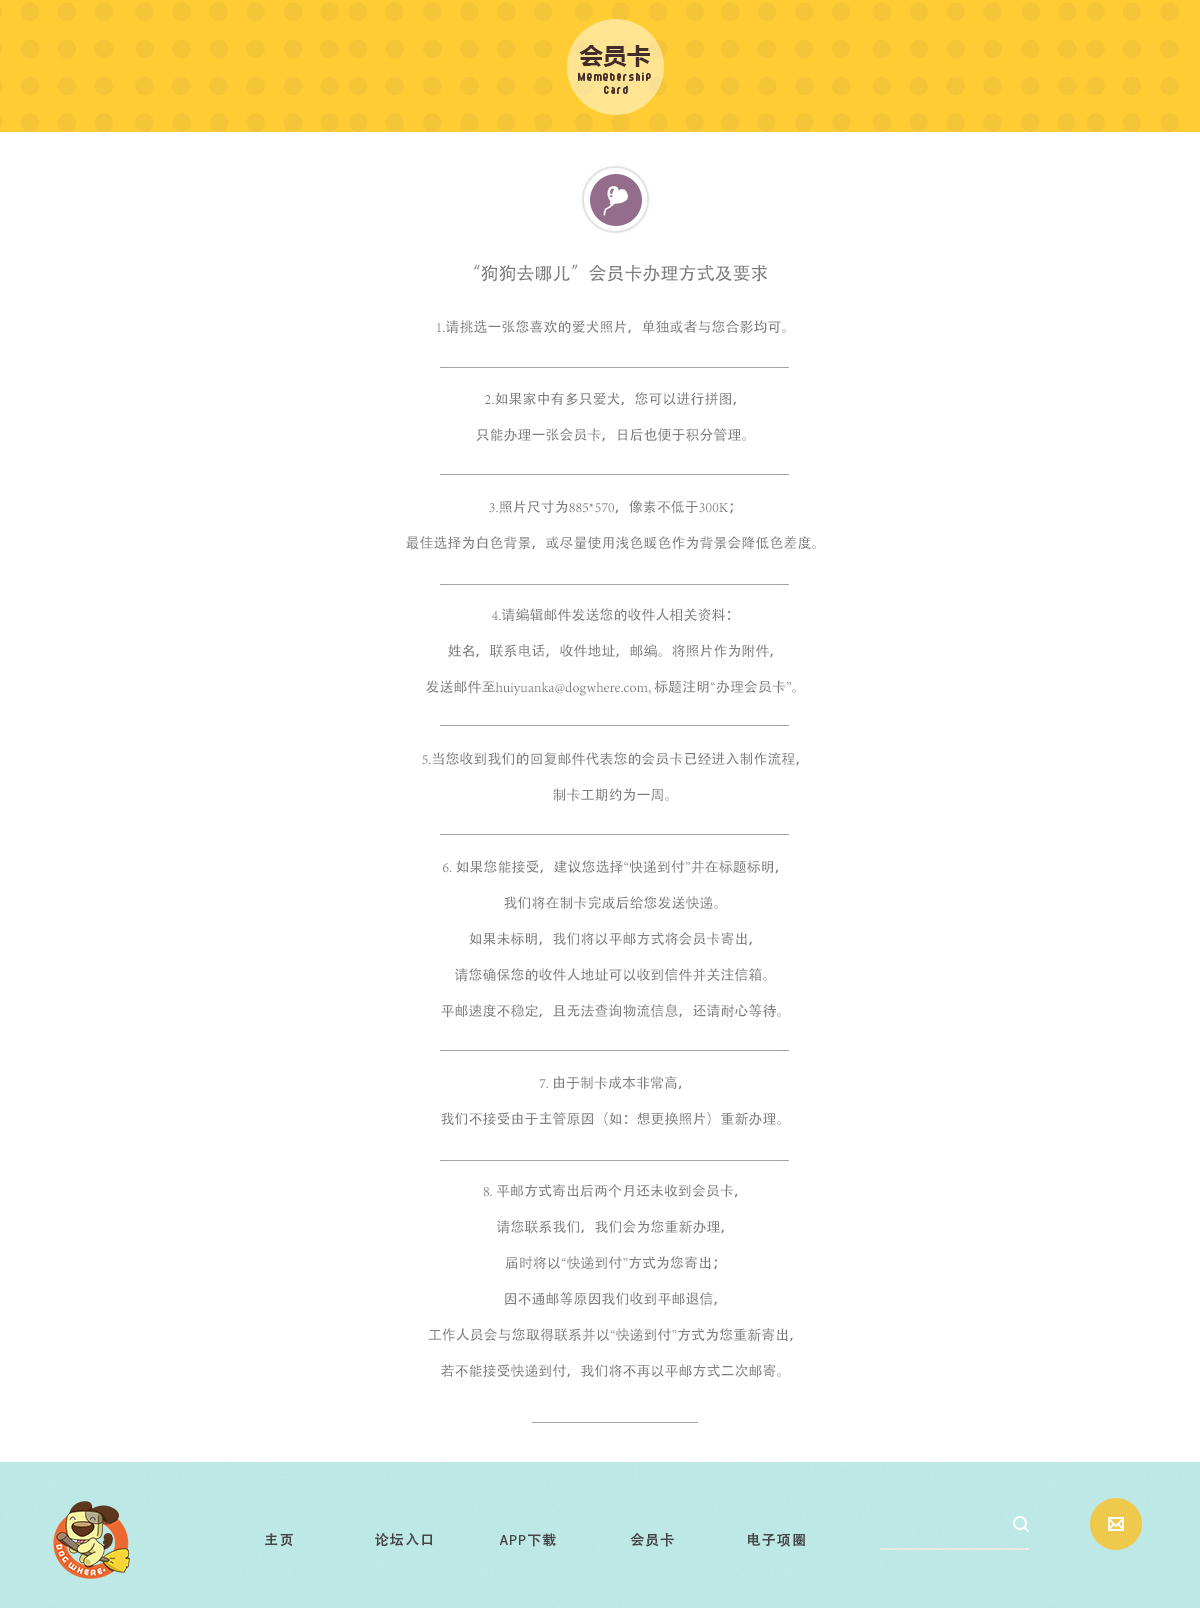 会员卡
Memebership
Card
“狗狗去哪儿”会员卡办理方式及要求
1.请挑选一张您喜欢的爱犬照片，单独或者与您合影均可。
2.如果家中有多只爱犬，您可以进行拼图，
只能办理一张会员卡，日后也便于积分管理。
3.照片尺寸为885*570，像素不低于300K；
最佳选择为白色背景，或尽量使用浅色暖色作为背景会降低色差度。
4.请编辑邮件发送您的收件人相关资料：
姓名，联系电话，收件地址，邮编。将照片作为附件，
发送邮件至huiyuanka@dogwhere.com, 标题注明“办理会员卡”。
5.当您收到我们的回复邮件代表您的会员卡已经进入制作流程，
制卡工期约为一周。
6. 如果您能接受，建议您选择“快递到付”并在标题标明，
我们将在制卡完成后给您发送快递。
如果未标明，我们将以平邮方式将会员卡寄出，
请您确保您的收件人地址可以收到信件并关注信箱。
平邮速度不稳定，且无法查询物流信息，还请耐心等待。
7. 由于制卡成本非常高，
我们不接受由于主管原因（如：想更换照片）重新办理。
8. 平邮方式寄出后两个月还未收到会员卡，
请您联系我们，我们会为您重新办理，
届时将以“快递到付”方式为您寄出；
因不通邮等原因我们收到平邮退信，
工作人员会与您取得联系并以“快递到付”方式为您重新寄出，
若不能接受快递到付，我们将不再以平邮方式二次邮寄。
DOG WHERE
主页
论坛入口
APP下载
会员卡
电子项圈